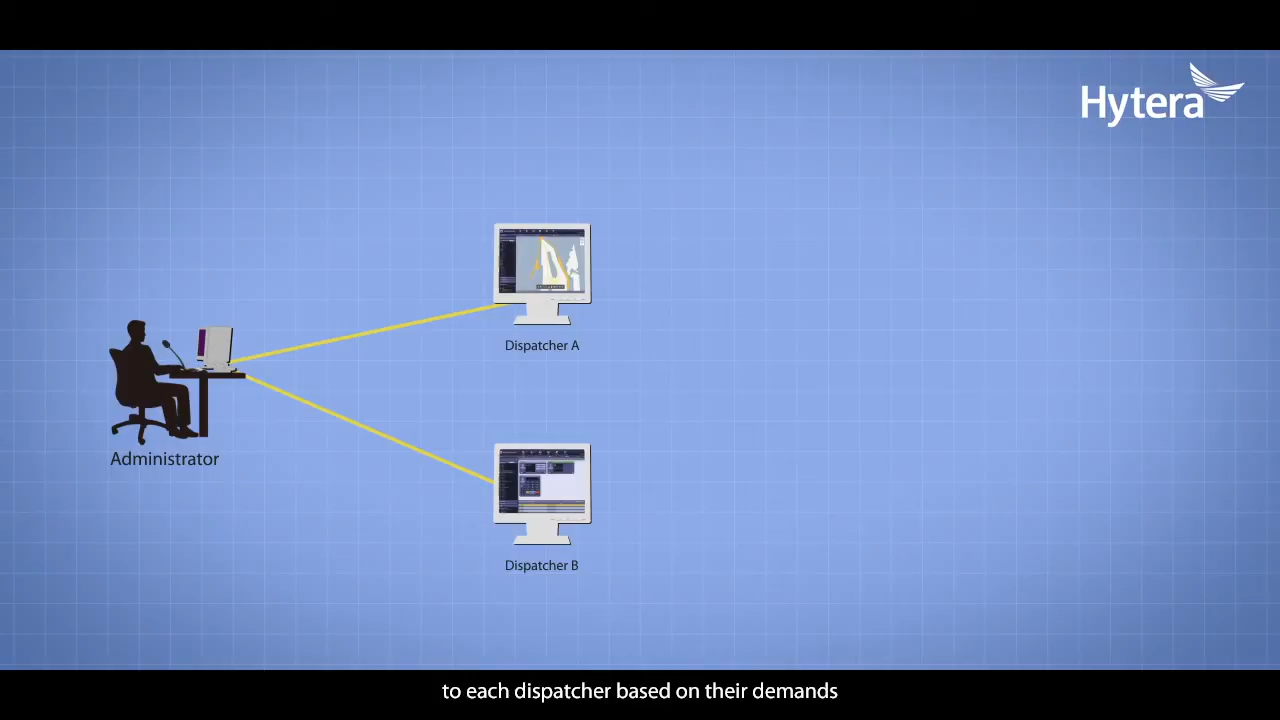 Hytera
Dispatcher A
Administrator
Dispatcher B
to each dispatcher based on their demands